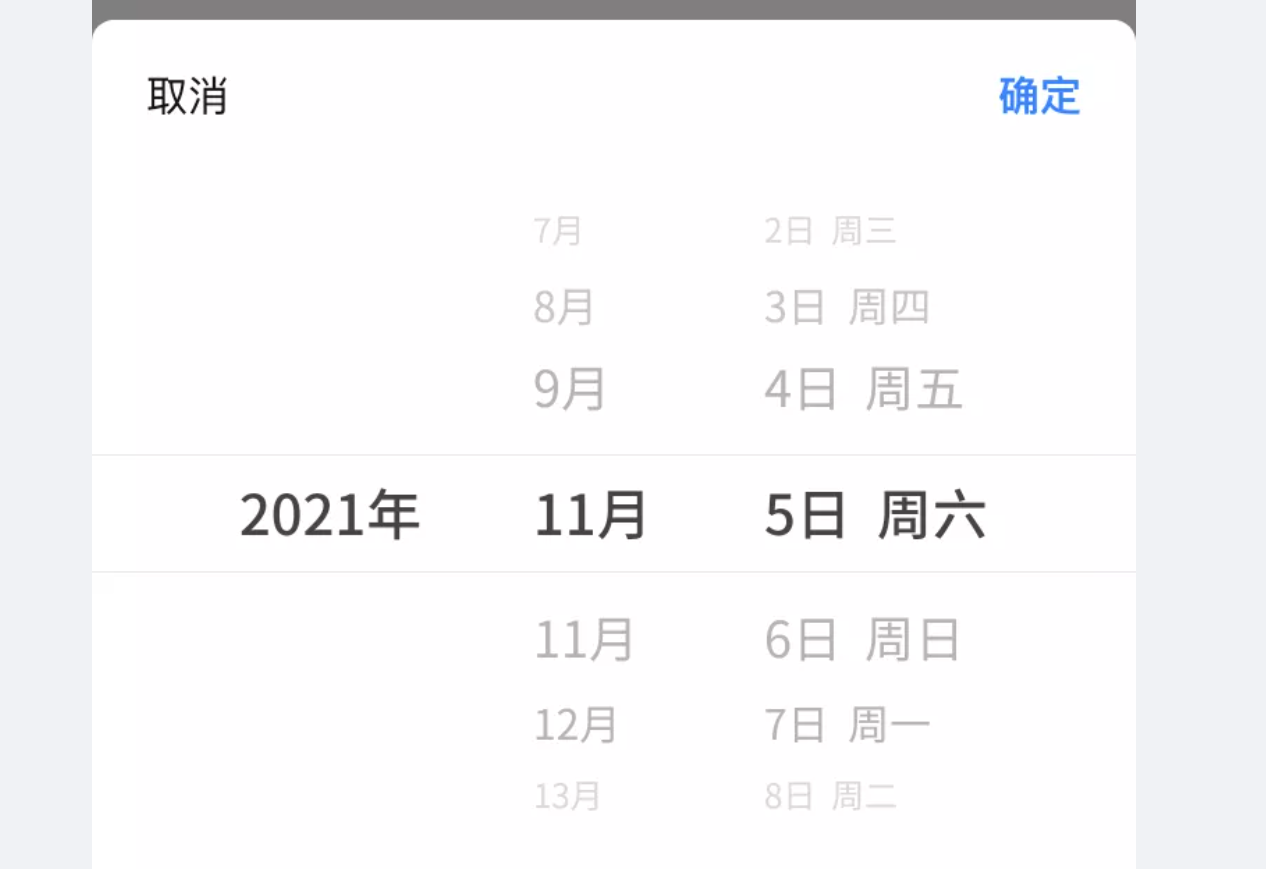 取消 确定
7月 2日 周三
8月 3日 周四
9月 4日 周五
2021年 11月 5日 周六
11月 6日 周日
12月 7日 周一
13月 8日 周二